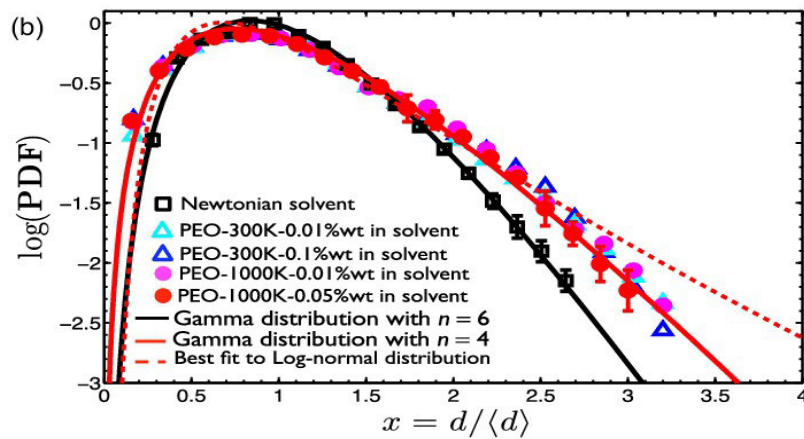 (b)
0
-0.5
-1
-1.5
-2
-2.5
-3
log(PDF)
Newtonian solvent
PEO-300K-0.01%wt in solvent
PEO-300K-0.1%wt in solvent
PEO-1000K-0.01%wt in solvent
PEO-1000K-0.05%wt in solvent
Gamma distribution with n = 6
Gamma distribution with n = 4
Best fit to Log-normal distribution
0 0.5 1 1.5 2 2.5 3 3.5 4
x = d/⟨d⟩